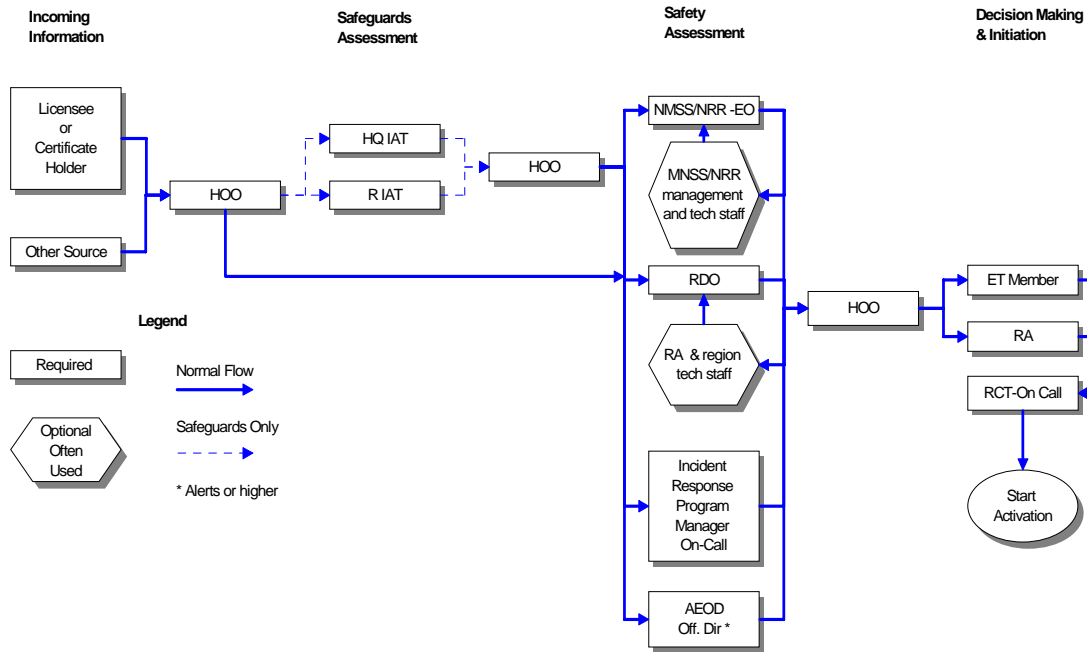 Incoming
Information
Safeguards
Assessment
Safety
Assessment
Decision Making
& Initiation
Licensee
or
Certificate
Holder
Other Source
HOO
HQ IAT
R IAT
HOO
NMSS/NRR -EO
MNSS/NRR
management
and tech staff
RDO
RA & region
tech staff
Incident
Response
Program
Manager
On-Call
AEOD
Off. Dir *
HOO
ET Member
RA
RCT-On Call
Start
Activation
Legend
Required
Optional
Often
Used
Normal Flow
Safeguards Only
* Alerts or higher